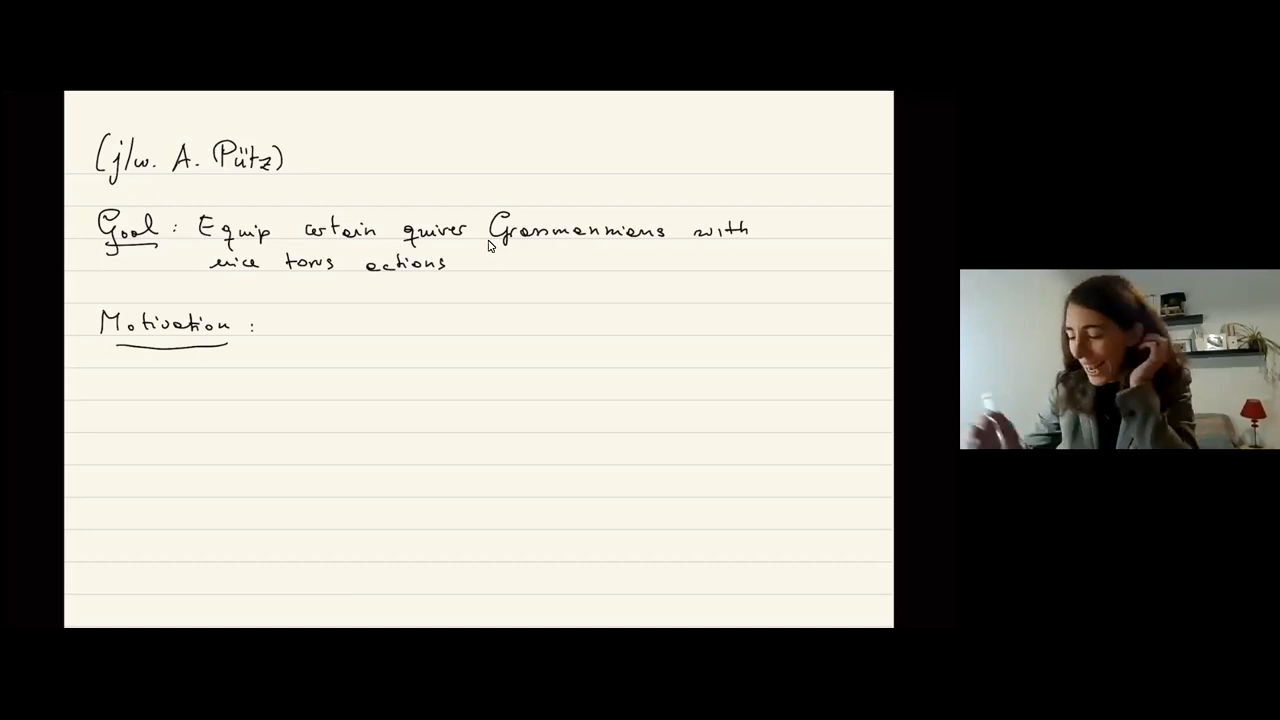 (j/w. A. Pütz)
Goal : Equip certain quiver Grassmannians with
nice torus actions
Motivation :